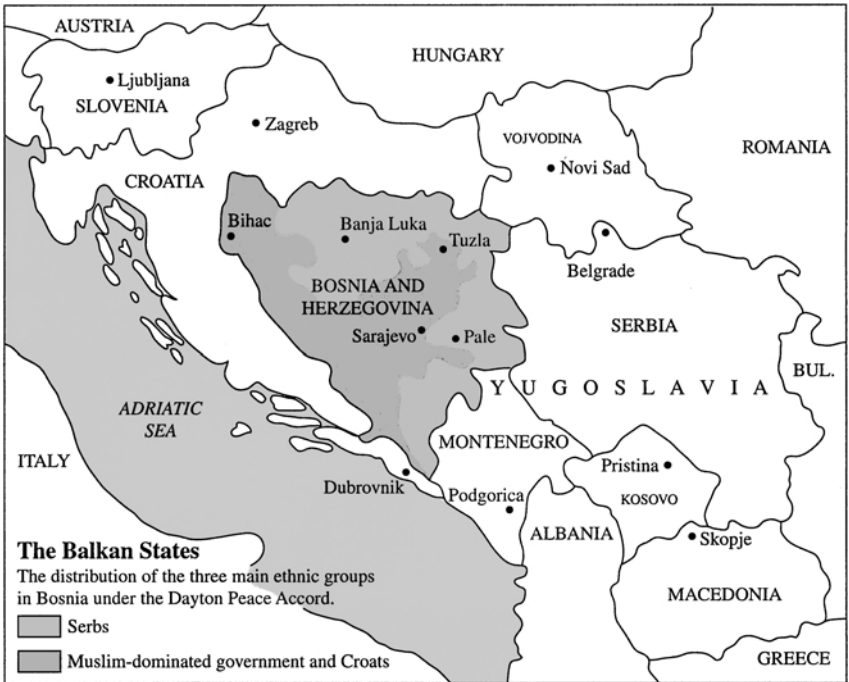 AUSTRIA
HUNGARY
Ljubljana
SLOVENIA
Zagreb
VOJVODINA
ROMANIA
Novi Sad
CROATIA
Bihac
Banja Luka
Tuzla
Belgrade
BOSNIA AND
HERZEGOVINA
SERBIA
Sarajevo
Pale
BUL.
YUGOSLAVIA
ADRIATIC
SEA
MONTENEGRO
ITALY
Pristina
Dubrovnik
Podgorica
KOSOVO
ALBANIA
Skopje
The Balkan States
The distribution of the three main ethnic groups
in Bosnia under the Dayton Peace Accord.
MACEDONIA
Serbs
Muslim-dominated government and Croats
GREECE